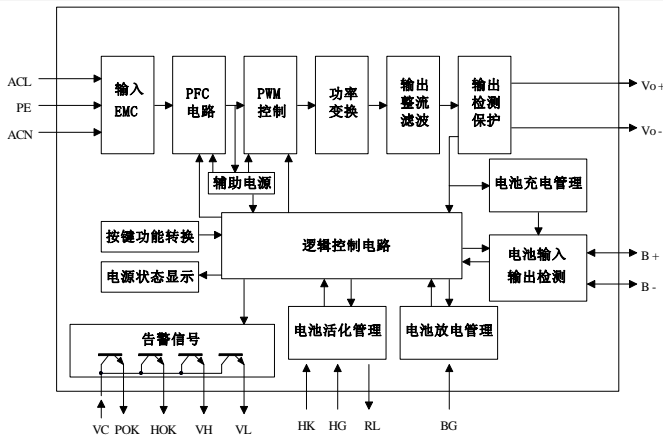 ACL
PE
ACN
输入
EMC
PFC
电路
PWM
控制
功率
变换
输出
整流
滤波
输出
检测
保护
Vo+
Vo-
辅助电源
电池充电管理
按键功能转换
逻辑控制电路
电池输入
输出检测
B+
B-
电源状态显示
告警信号
电池活化管理
电池放电管理
VC
POK
HOK
VH
VL
HK
HG
RL
BG